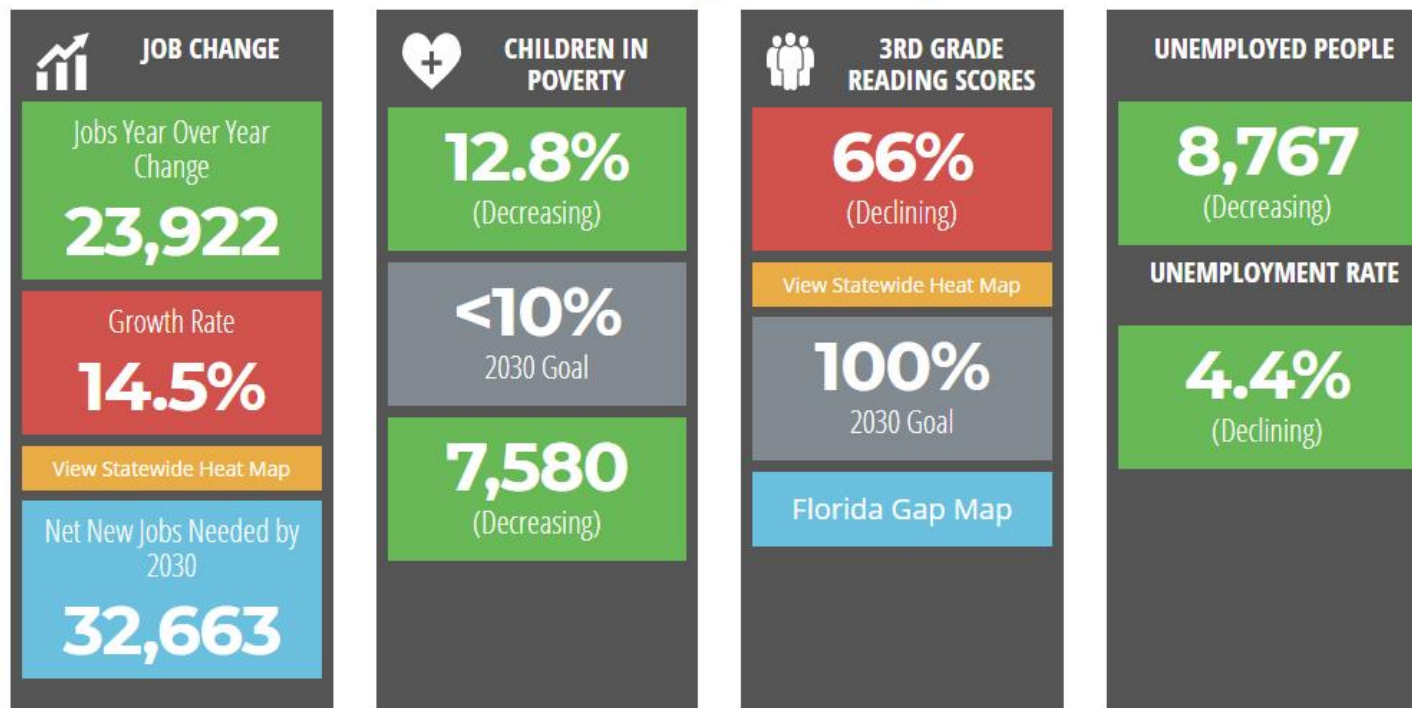 JOB CHANGE
Jobs Year Over Year
Change
23,922
Growth Rate
14.5%
View Statewide Heat Map
Net New Jobs Needed by
2030
32,663
CHILDREN IN
POVERTY
12.8%
(Decreasing)
<10%
2030 Goal
7,580
(Decreasing)
3RD GRADE
READING SCORES
66%
(Declining)
View Statewide Heat Map
100%
2030 Goal
Florida Gap Map
UNEMPLOYED PEOPLE
8,767
(Decreasing)
UNEMPLOYMENT RATE
4.4%
(Declining)